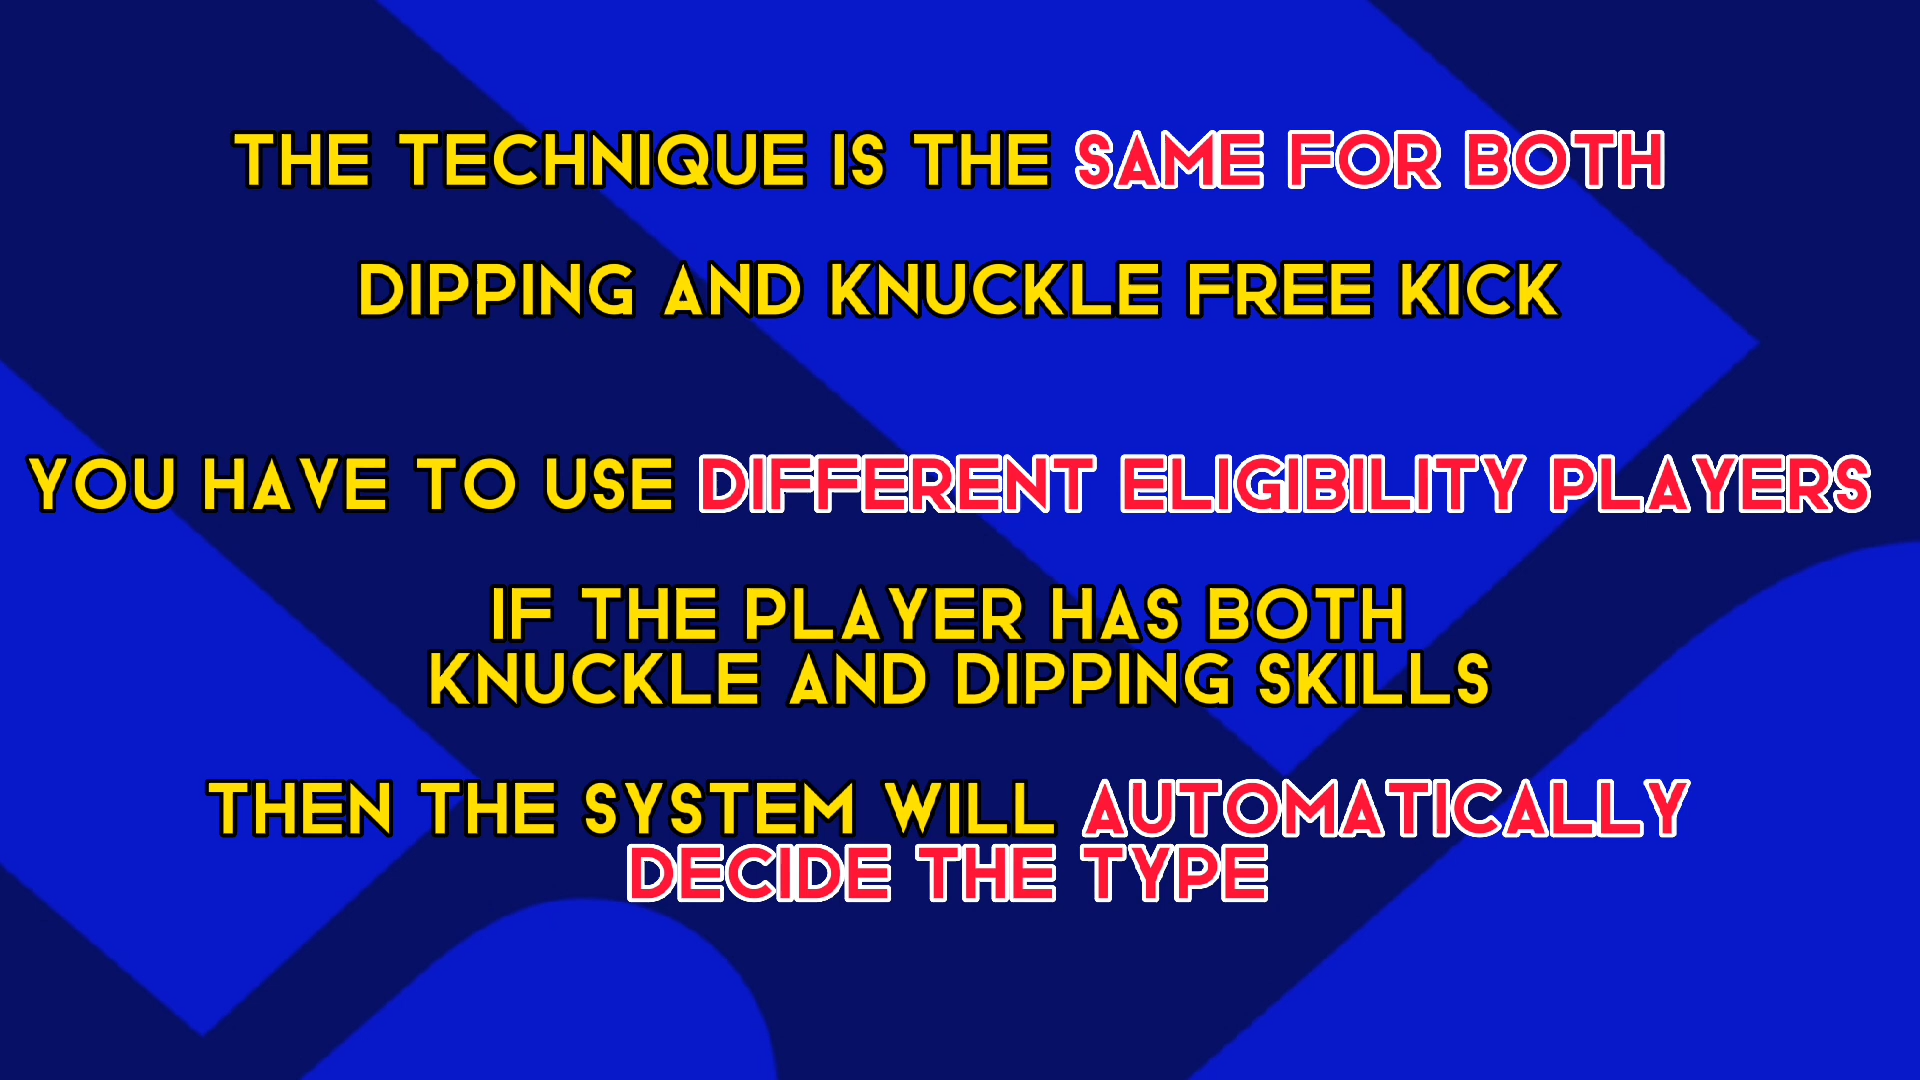 THE TECHNIQUE IS THE SAME FOR BOTH
DIPPING AND KNUCKLE FREE KICK
YOU HAVE TO USE DIFFERENT ELIGIBILITY PLAYERS
IF THE PLAYER HAS BOTH
KNUCKLE AND DIPPING SKILLS
THEN THE SYSTEM WILL AUTOMATICALLY
DECIDE THE TYPE